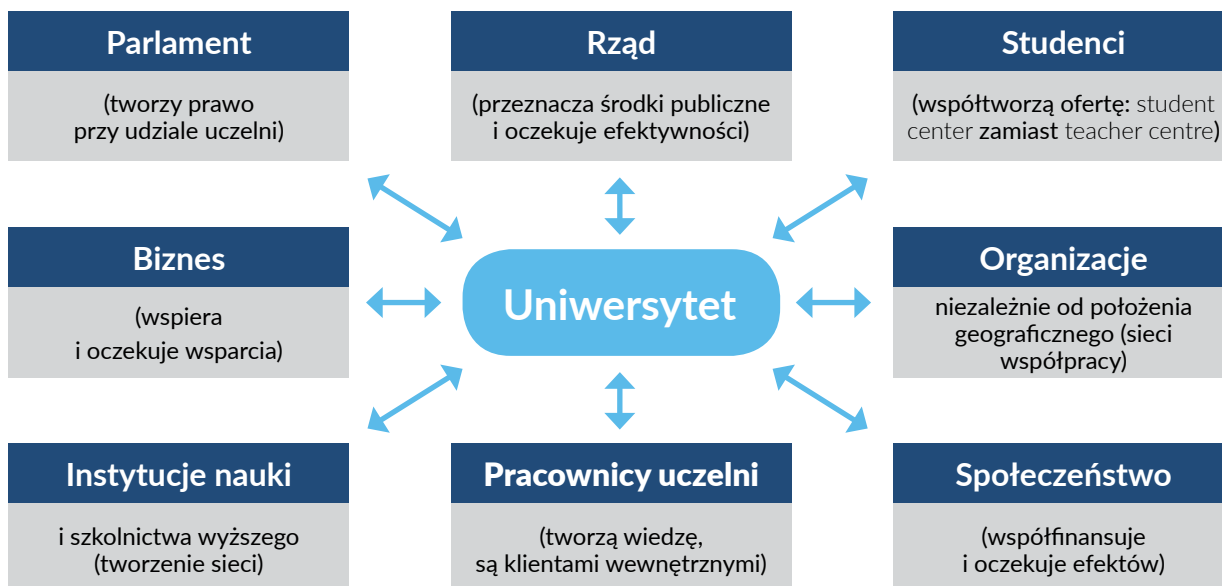 Parlament
(tworzy prawo
przy udziale uczelni)
Rząd
(przeznacza środki publiczne
i oczekuje efektywności)
Studenci
(współtworzą ofertę: student
center zamiast teacher centre)
Biznes
(wspiera
i oczekuje wsparcia)
Uniwersytet
Organizacje
niezależnie od położenia
geograficznego (sieci
współpracy)
Instytucje nauki
i szkolnictwa wyższego
(tworzenie sieci)
Pracownicy uczelni
(tworzą wiedzę,
są klientami wewnętrznymi)
Społeczeństwo
(współfinansuje
i oczekuje efektów)